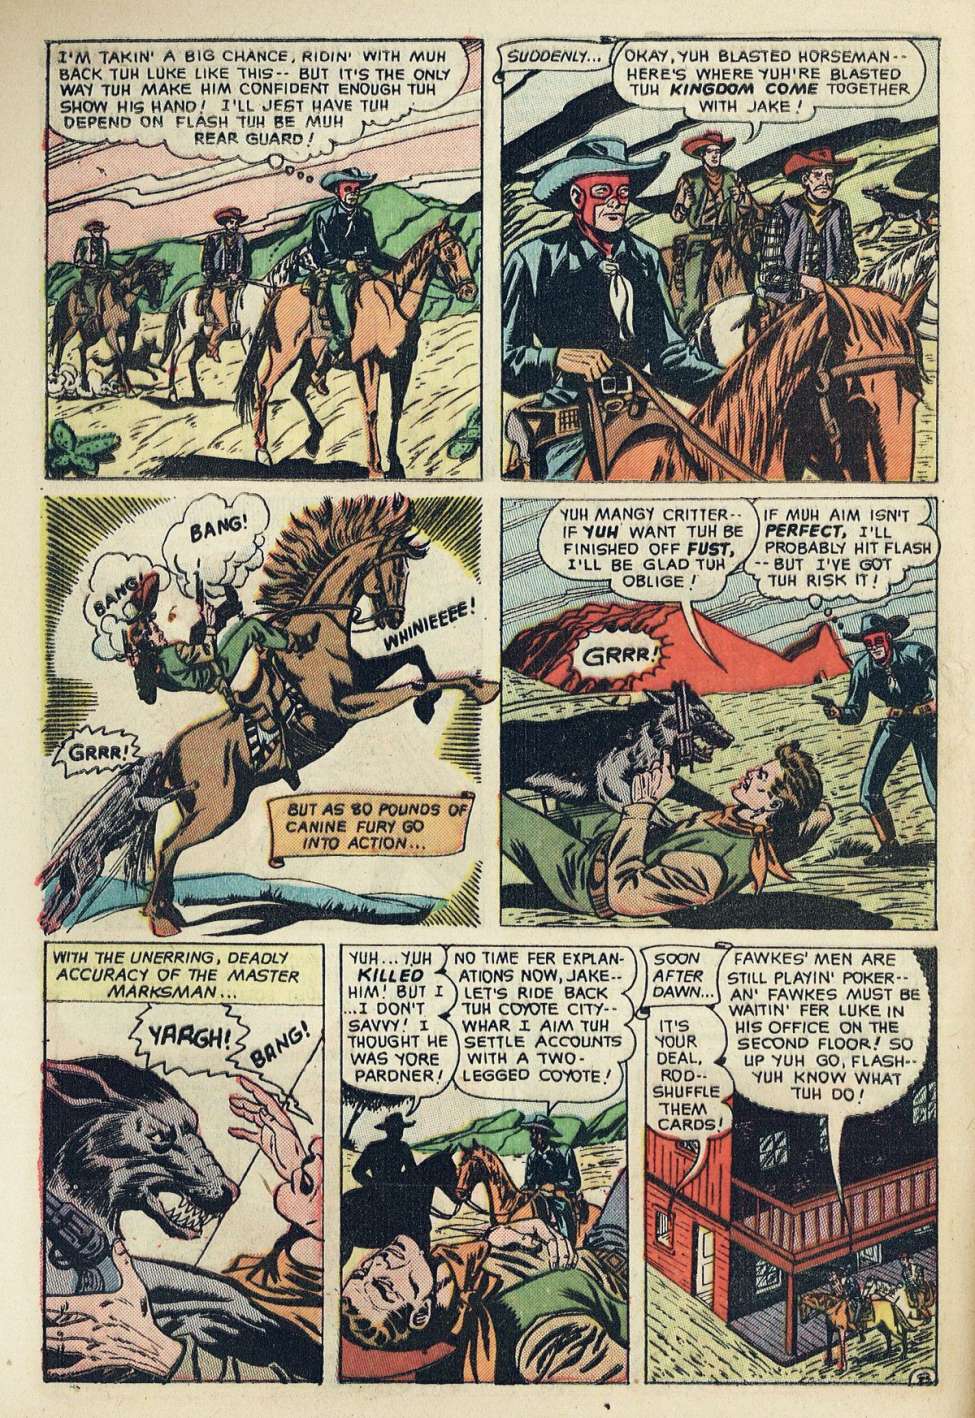 I'M TAKIN' A BIG CHANCE, RIDIN' WITH MUH
BACK TUH LUKE LIKE THIS-- BUT IT'S THE ONLY
WAY TUH MAKE HIM CONFIDENT ENOUGH TUH
SHOW HIS HAND! I'LL JEST HAVE TUH
DEPEND ON FLASH TUH BE MUH
REAR GUARD!
SUDDENLY...
OKAY, YUH BLASTED HORSEMAN--
HERE'S WHERE YUH'RE BLASTED
TUH KINGDOM COME TOGETHER
WITH JAKE!
BANG!
BANG!
WHINIEEEE!
GRRR!
BUT AS 80 POUNDS OF
CANINE FURY GO
INTO ACTION...
YUH MANGY CRITTER--
IF YUH WANT TUH BE
FINISHED OFF FUST,
I'LL BE GLAD TUH
OBLIGE!
IF MUH AIM ISN'T
PERFECT, I'LL
PROBABLY HIT FLASH
--BUT I'VE GOT
TUH RISK IT!
GRRR!
WITH THE UNERRING, DEADLY
ACCURACY OF THE MASTER
MARKSMAN...
YARGH!
BANG!
YUH...YUH
KILLED
HIM! BUT I
...I DON'T
SAVVY! I
THOUGHT HE
WAS YORE
PARDNER!
NO TIME FER EXPLAN-
ATIONS NOW, JAKE--
LET'S RIDE BACK
TUH COYOTE CITY--
WHAR I AIM TUH
SETTLE ACCOUNTS
WITH A TWO-
LEGGED COYOTE!
SOON
AFTER
DAWN...
IT'S
YOUR
DEAL,
ROD--
SHUFFLE
THEM
CARDS!
FAWKES' MEN ARE
STILL PLAYIN' POKER--
AN' FAWKES MUST BE
WAITIN' FER LUKE IN
HIS OFFICE ON THE
SECOND FLOOR! SO
UP YUH GO, FLASH--
YUH KNOW WHAT
TUH DO!